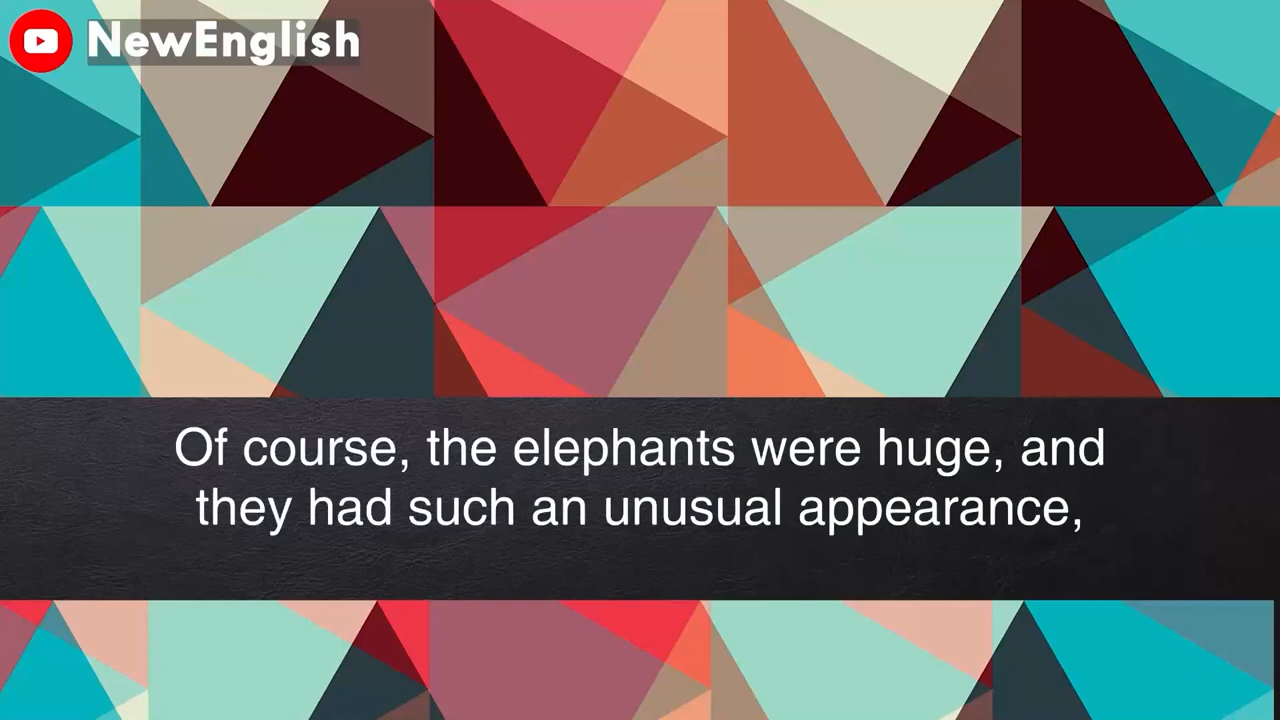 NewEnglish
Of course, the elephants were huge, and
they had such an unusual appearance,